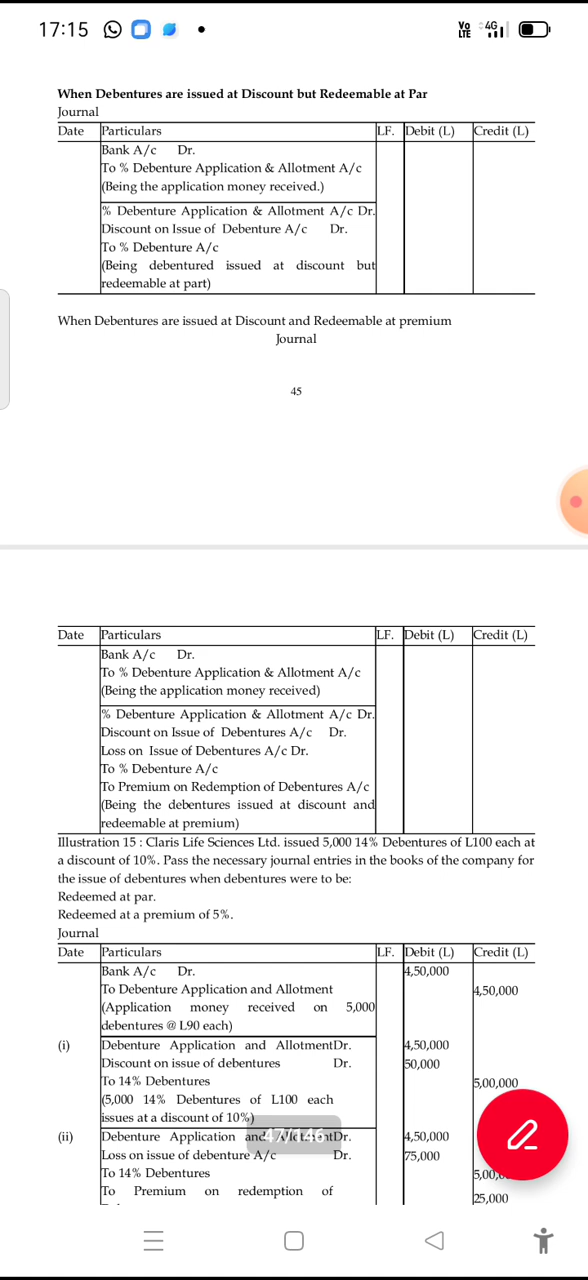 17:15
Vo LTE 4G
When Debentures are issued at Discount but Redeemable at Par
Journal
Date Particulars LF. Debit (L) Credit (L)
Bank A/c Dr.
To % Debenture Application & Allotment A/c
(Being the application money received.)
% Debenture Application & Allotment A/c Dr.
Discount on Issue of Debenture A/c Dr.
To % Debenture A/c
(Being debentured issued at discount but
redeemable at part)
When Debentures are issued at Discount and Redeemable at premium
Journal
45
Date Particulars LF. Debit (L) Credit (L)
Bank A/c Dr.
To % Debenture Application & Allotment A/c
(Being the application money received)
% Debenture Application & Allotment A/c Dr.
Discount on Issue of Debentures A/c Dr.
Loss on Issue of Debentures A/c Dr.
To % Debenture A/c
To Premium on Redemption of Debentures A/c
(Being the debentures issued at discount and
redeemable at premium)
Illustration 15 : Claris Life Sciences Ltd. issued 5,000 14% Debentures of L100 each at
a discount of 10%. Pass the necessary journal entries in the books of the company for
the issue of debentures when debentures were to be:
Redeemed at par.
Redeemed at a premium of 5%.
Journal
Date Particulars LF. Debit (L) Credit (L)
Bank A/c Dr. 4,50,000
To Debenture Application and Allotment 4,50,000
(Application money received on 5,000
debentures @ L90 each)
(i) Debenture Application and AllotmentDr. 4,50,000
Discount on issue of debentures Dr. 50,000
To 14% Debentures 5,00,000
(5,000 14% Debentures of L100 each
issues at a discount of 10%)
47/146
(ii) Debenture Application and Dr. 4,50,000
Loss on issue of debenture A/c Dr. 75,000
To 14% Debentures
To Premium on redemption of 25,000